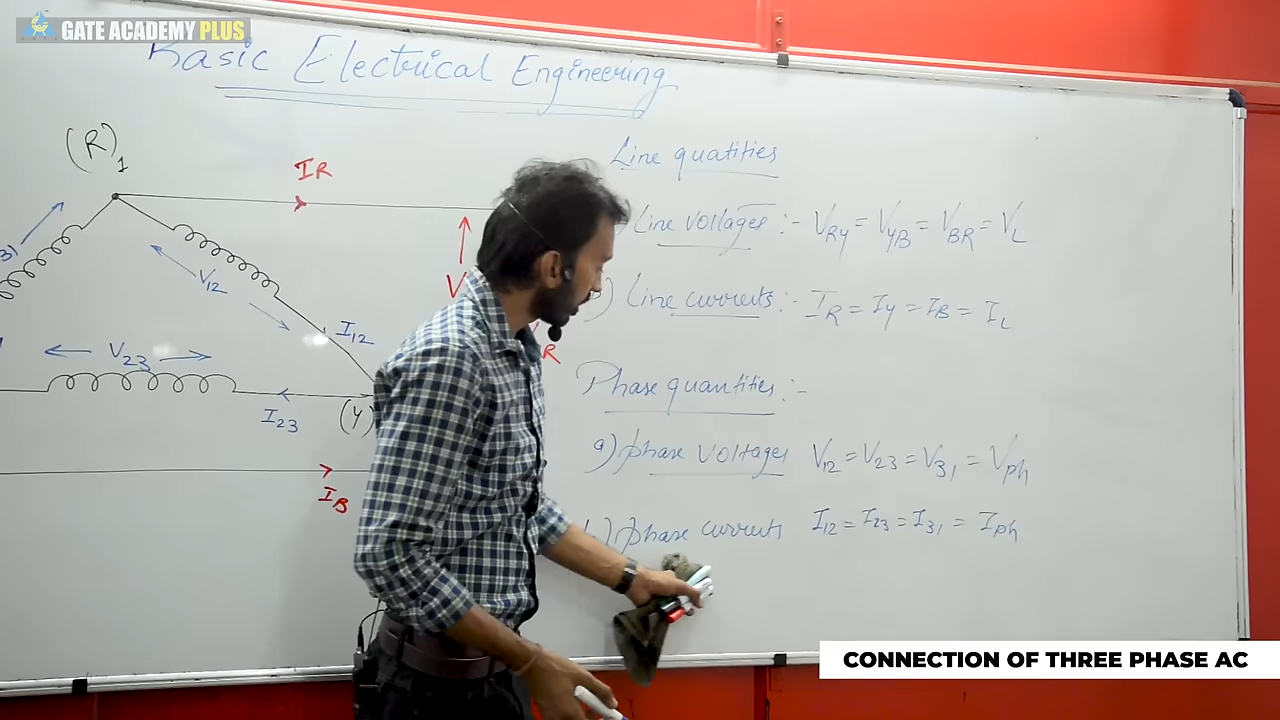 GATE ACADEMY PLUS
Basic Electrical Engineering
(R)1
IR
Line quatities
Line voltages :- VRY = VYB = VBR = VL
V12
V
) Line currents :- IR = IY = IB = IL
I12
R
V23
Phase quantities :-
I23
(Y)
a) phase voltages V12 = V23 = V31 = Vph
IB
) phase currents I12 = I23 = I31 = Iph
CONNECTION OF THREE PHASE AC